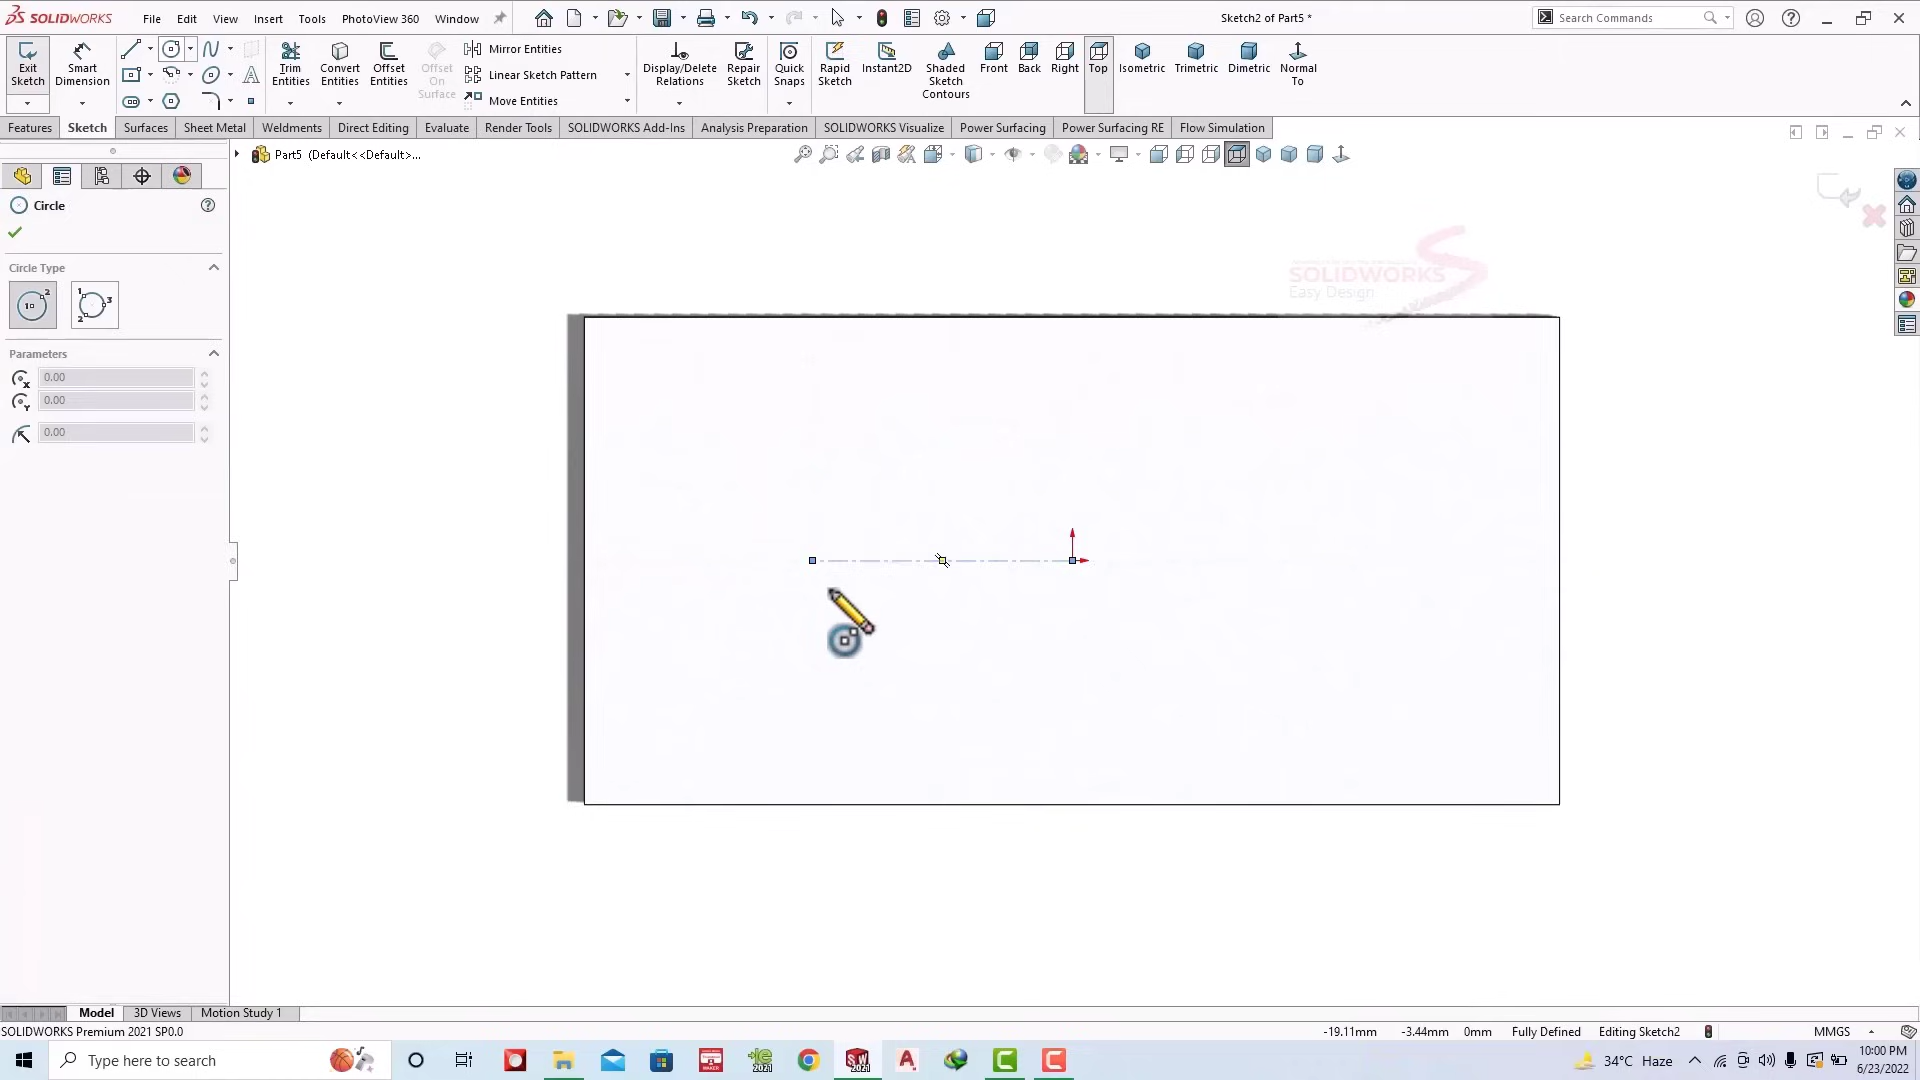 SOLIDWORKS File Edit View Insert Tools PhotoView 360 Window Sketch2 of Part5 * Search Commands
Exit Sketch
Smart Dimension
Trim Entities
Convert Entities
Offset Entities
Offset On Surface
Mirror Entities
Linear Sketch Pattern
Move Entities
Display/Delete Relations
Repair Sketch
Quick Snaps
Rapid Sketch
Instant2D
Shaded Sketch Contours
Front
Back
Right
Top
Isometric
Trimetric
Dimetric
Normal To
Features Sketch Surfaces Sheet Metal Weldments Direct Editing Evaluate Render Tools SOLIDWORKS Add-Ins Analysis Preparation SOLIDWORKS Visualize Power Surfacing Power Surfacing RE Flow Simulation
Part5 (Default<<Default>...
Circle
Circle Type
Parameters
0.00
0.00
0.00
SOLIDWORKS
Easy Design
Model 3D Views Motion Study 1
SOLIDWORKS Premium 2021 SP0.0 -19.11mm -3.44mm 0mm Fully Defined Editing Sketch2 MMGS
Type here to search
34°C Haze
10:00 PM
6/23/2022